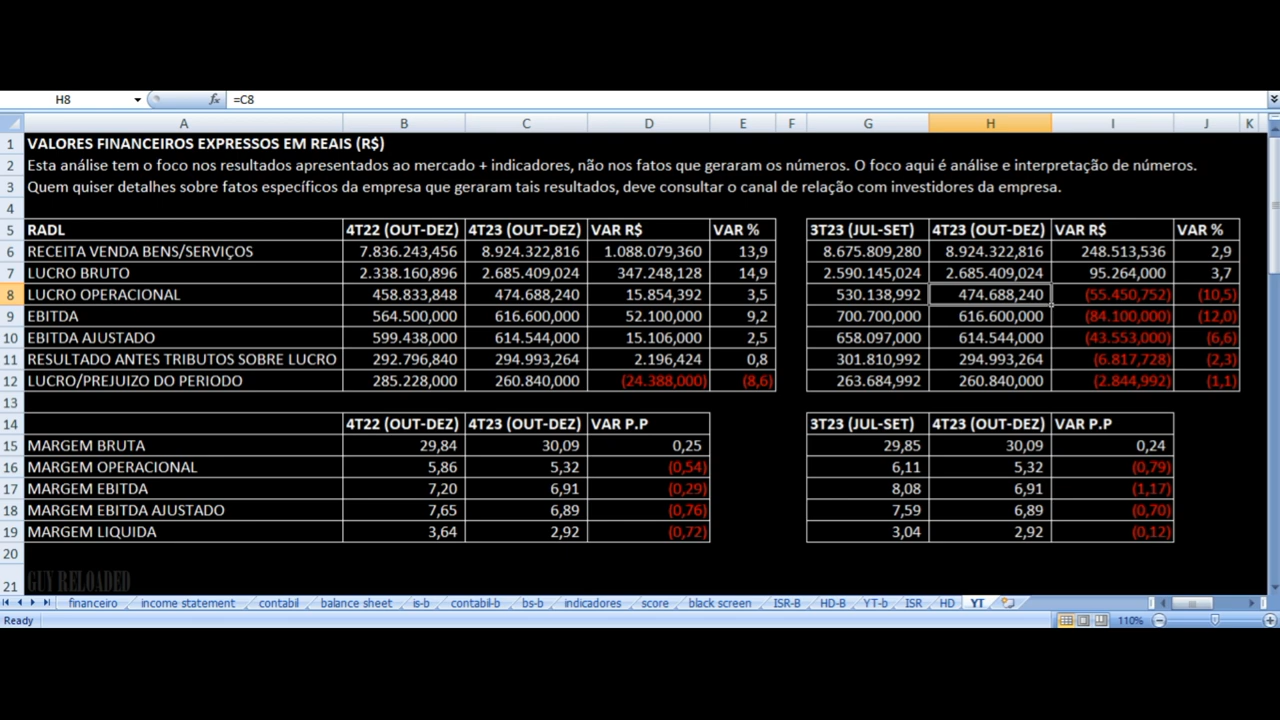 H8 fx =C8
A B C D E F G H I J K
1 VALORES FINANCEIROS EXPRESSOS EM REAIS (R$)
2 Esta análise tem o foco nos resultados apresentados ao mercado + indicadores, não nos fatos que geraram os números. O foco aqui é análise e interpretação de números.
3 Quem quiser detalhes sobre fatos específicos da empresa que geraram tais resultados, deve consultar o canal de relação com investidores da empresa.
4
5 RADL 4T22 (OUT-DEZ) 4T23 (OUT-DEZ) VAR R$ VAR % 3T23 (JUL-SET) 4T23 (OUT-DEZ) VAR R$ VAR %
6 RECEITA VENDA BENS/SERVIÇOS 7.836.243,456 8.924.322,816 1.088.079,360 13,9 8.675.809,280 8.924.322,816 248.513,536 2,9
7 LUCRO BRUTO 2.338.160,896 2.685.409,024 347.248,128 14,9 2.590.145,024 2.685.409,024 95.264,000 3,7
8 LUCRO OPERACIONAL 458.833,848 474.688,240 15.854,392 3,5 530.138,992 474.688,240 (55.450,752) (10,5)
9 EBITDA 564.500,000 616.600,000 52.100,000 9,2 700.700,000 616.600,000 (84.100,000) (12,0)
10 EBITDA AJUSTADO 599.438,000 614.544,000 15.106,000 2,5 658.097,000 614.544,000 (43.553,000) (6,6)
11 RESULTADO ANTES TRIBUTOS SOBRE LUCRO 292.796,840 294.993,264 2.196,424 0,8 301.810,992 294.993,264 (6.817,728) (2,3)
12 LUCRO/PREJUIZO DO PERIODO 285.228,000 260.840,000 (24.388,000) (8,6) 263.684,992 260.840,000 (2.844,992) (1,1)
13
14 4T22 (OUT-DEZ) 4T23 (OUT-DEZ) VAR P.P 3T23 (JUL-SET) 4T23 (OUT-DEZ) VAR P.P
15 MARGEM BRUTA 29,84 30,09 0,25 29,85 30,09 0,24
16 MARGEM OPERACIONAL 5,86 5,32 (0,54) 6,11 5,32 (0,79)
17 MARGEM EBITDA 7,20 6,91 (0,29) 8,08 6,91 (1,17)
18 MARGEM EBITDA AJUSTADO 7,65 6,89 (0,76) 7,59 6,89 (0,70)
19 MARGEM LIQUIDA 3,64 2,92 (0,72) 3,04 2,92 (0,12)
20
21 GUY RELOADED
financeiro income statement contabil balance sheet is-b contabil-b bs-b indicadores score black screen ISR-B HD-B YT-b ISR HD YT
Ready 110%